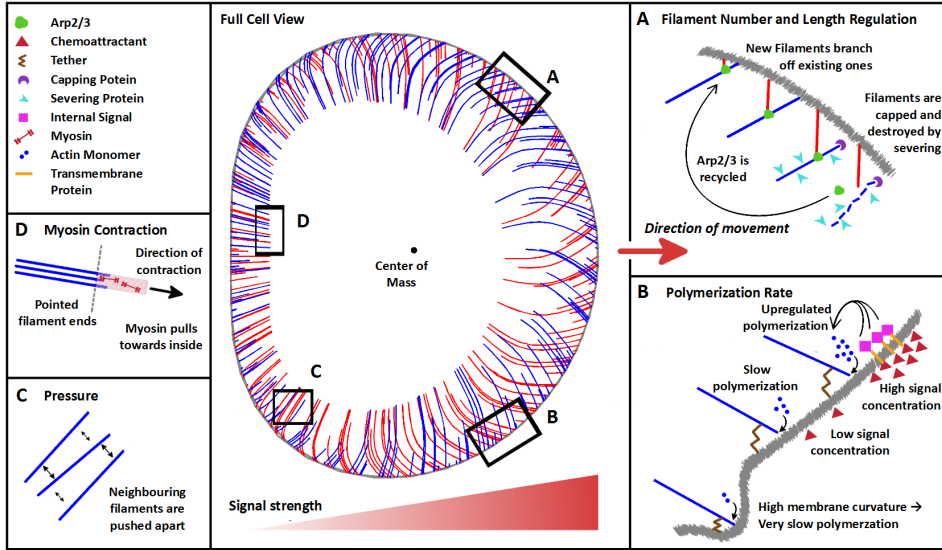 Arp2/3
Chemoattractant
Tether
Capping Potein
Severing Protein
Internal Signal
Myosin
Actin Monomer
Transmembrane
Protein
D
Myosin Contraction
Direction of
contraction
Pointed
filament ends
Myosin pulls
towards inside
C
Pressure
Neighbouring
filaments are
pushed apart
Full Cell View
A
D
Center of
Mass
C
B
Signal strength
A
Filament Number and Length Regulation
New Filaments branch
off existing ones
Filaments are
capped and
destroyed by
severing
Arp2/3 is
recycled
Direction of movement
B
Polymerization Rate
Upregulated
polymerization
Slow
polymerization
High signal
concentration
Low signal
concentration
High membrane curvature →
Very slow polymerzation